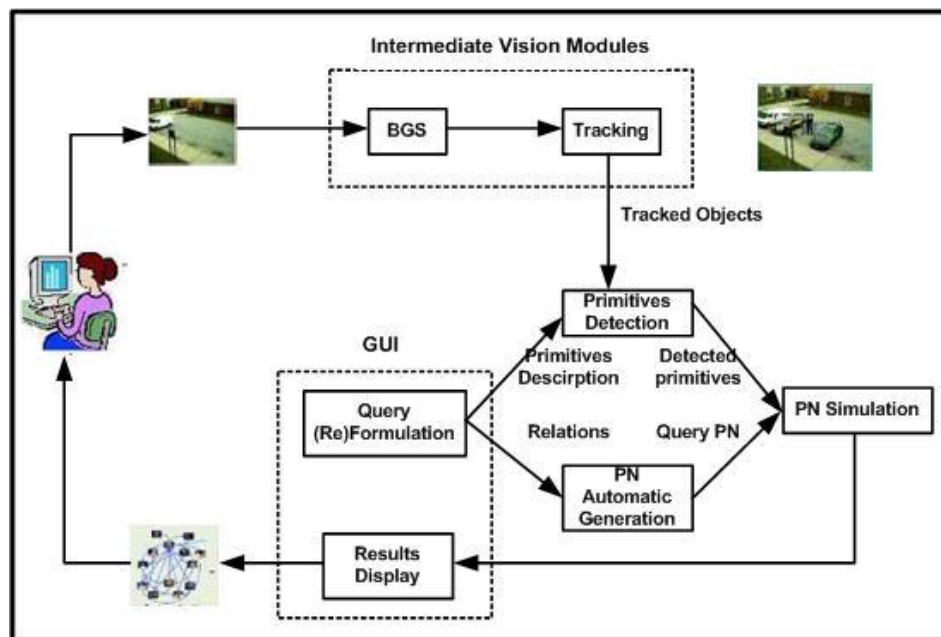 Intermediate Vision Modules
BGS
Tracking
Tracked Objects
Primitives
Detection
GUI
Primitives
Descirption
Detected
primitives
Query
(Re)Formulation
PN Simulation
Relations
Query PN
PN
Automatic
Generation
Results
Display